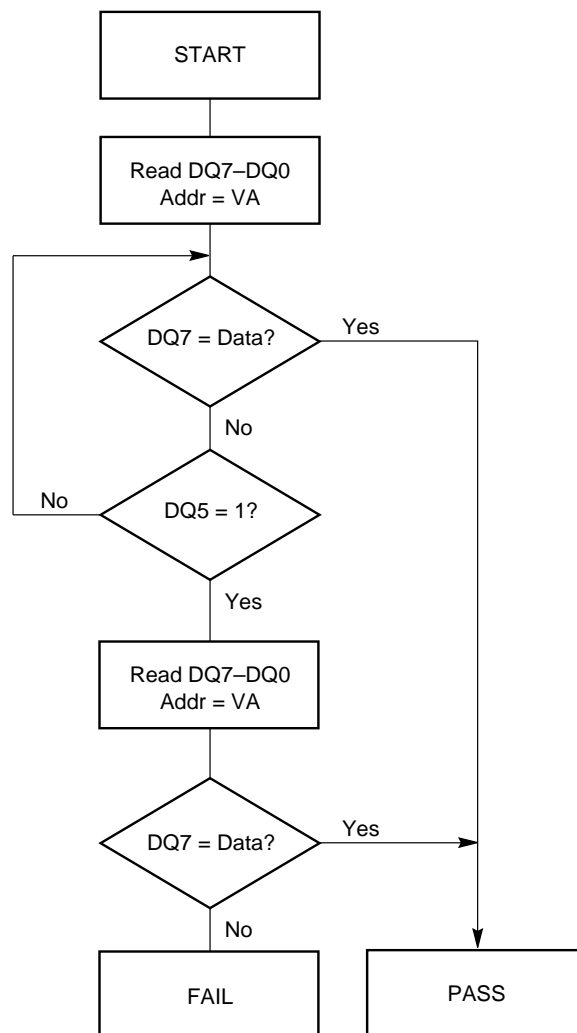 START
Read DQ7–DQ0
Addr = VA
DQ7 = Data?
Yes
No
No
DQ5 = 1?
Yes
Read DQ7–DQ0
Addr = VA
DQ7 = Data?
Yes
No
FAIL
PASS